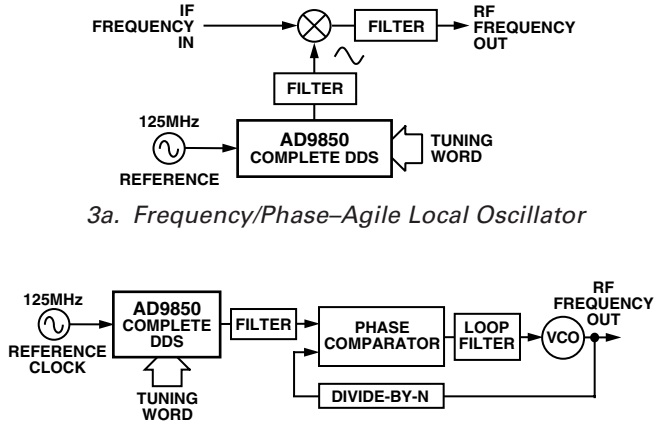 IF
FREQUENCY
IN
FILTER
RF
FREQUENCY
OUT
FILTER
125MHz
REFERENCE
AD9850
COMPLETE DDS
TUNING
WORD
3a. Frequency/Phase–Agile Local Oscillator
125MHz
REFERENCE
CLOCK
AD9850
COMPLETE
DDS
TUNING
WORD
FILTER
PHASE
COMPARATOR
LOOP
FILTER
VCO
RF
FREQUENCY
OUT
DIVIDE-BY-N